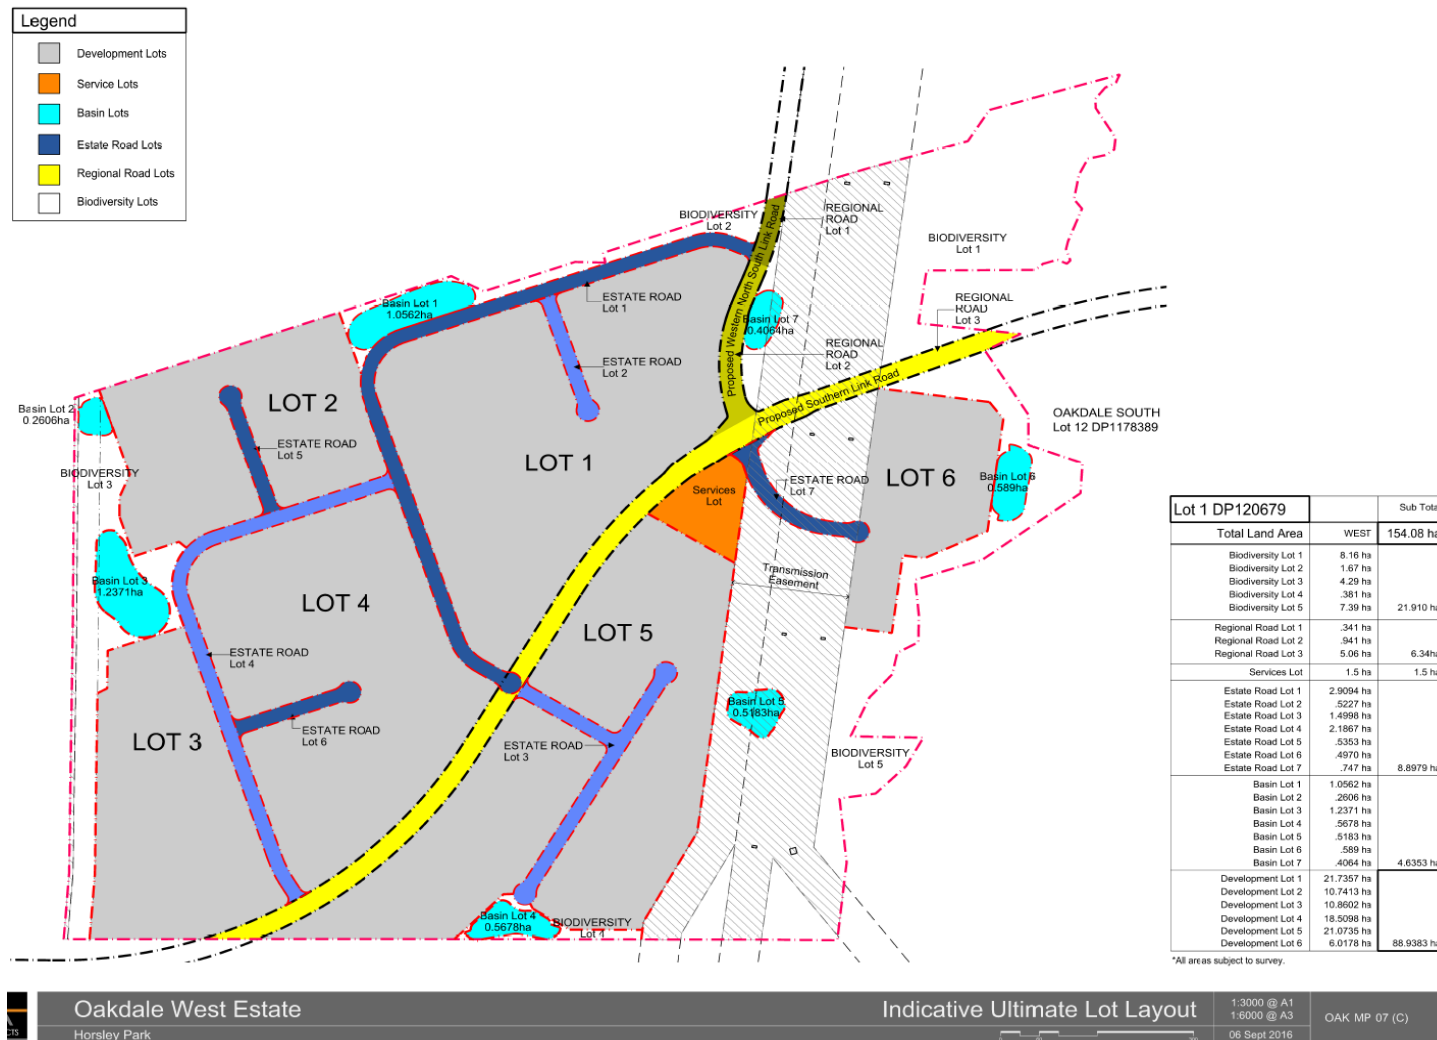 Legend
Development Lots
Service Lots
Basin Lots
Estate Road Lots
Regional Road Lots
Biodiversity Lots
BIODIVERSITY
Lot 2
REGIONAL
ROAD
Lot 1
BIODIVERSITY
Lot 1
Proposed Western North South Link Road
ESTATE ROAD
Lot 1
Basin Lot 1
1.0562ha
REGIONAL
ROAD
Lot 3
Basin Lot 7
0.4064ha
REGIONAL
ROAD
Lot 2
ESTATE ROAD
Lot 2
Proposed Southern Link Road
LOT 2
Basin Lot 2
0.2606ha
OAKDALE SOUTH
Lot 12 DP1178389
ESTATE ROAD
Lot 5
LOT 1
BIODIVERSITY
Lot 3
LOT 6
Basin Lot 6
0.589ha
ESTATE ROAD
Lot 7
Services
Lot
Transmission
Easement
Basin Lot 3
1.2371ha
LOT 4
LOT 5
ESTATE ROAD
Lot 4
Basin Lot 5
0.5183ha
LOT 3
ESTATE ROAD
Lot 6
ESTATE ROAD
Lot 3
BIODIVERSITY
Lot 5
Basin Lot 4
0.5678ha
BIODIVERSITY
Lot 4
Lot 1 DP120679 Sub Tota
Total Land Area WEST 154.08 ha
Biodiversity Lot 1 8.16 ha
Biodiversity Lot 2 1.67 ha
Biodiversity Lot 3 4.29 ha
Biodiversity Lot 4 .381 ha
Biodiversity Lot 5 7.39 ha 21.910 ha
Regional Road Lot 1 .341 ha
Regional Road Lot 2 .941 ha
Regional Road Lot 3 5.06 ha 6.34ha
Services Lot 1.5 ha 1.5 ha
Estate Road Lot 1 2.9094 ha
Estate Road Lot 2 .5227 ha
Estate Road Lot 3 1.4998 ha
Estate Road Lot 4 2.1867 ha
Estate Road Lot 5 .5353 ha
Estate Road Lot 6 .4970 ha
Estate Road Lot 7 .747 ha 8.8979 ha
Basin Lot 1 1.0562 ha
Basin Lot 2 .2606 ha
Basin Lot 3 1.2371 ha
Basin Lot 4 .5678 ha
Basin Lot 5 .5183 ha
Basin Lot 6 .589 ha
Basin Lot 7 .4064 ha 4.6353 ha
Development Lot 1 21.7357 ha
Development Lot 2 10.7413 ha
Development Lot 3 10.8602 ha
Development Lot 4 18.5098 ha
Development Lot 5 21.0735 ha
Development Lot 6 6.0178 ha 88.9383 ha
*All areas subject to survey.
Oakdale West Estate
Horsley Park
Indicative Ultimate Lot Layout
1:3000 @ A1
1:6000 @ A3
06 Sept 2016
OAK MP 07 (C)